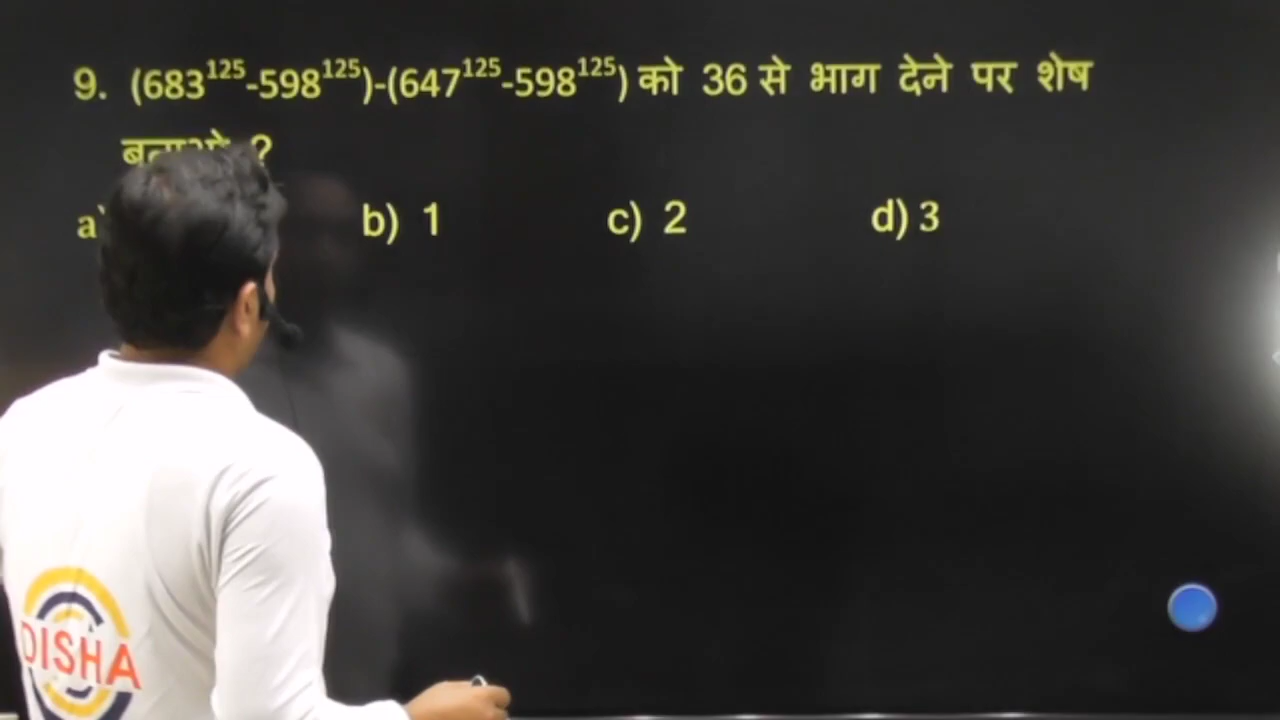 9. (683¹²⁵-598¹²⁵)-(647¹²⁵-598¹²⁵) को 36 से भाग देने पर शेष
?
a) b) 1 c) 2 d) 3
DISHA